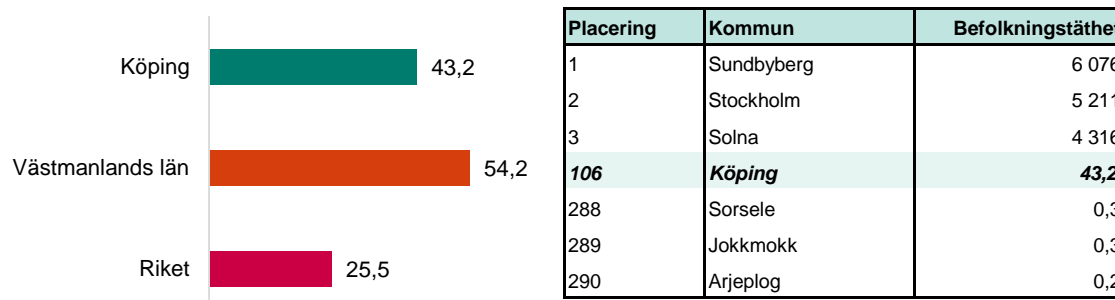 Köping 43,2
Västmanlands län 54,2
Riket 25,5
Placering Kommun Befolkningstäthet
1 Sundbyberg 6 076
2 Stockholm 5 211
3 Solna 4 316
106 Köping 43,2
288 Sorsele 0,3
289 Jokkmokk 0,3
290 Arjeplog 0,2